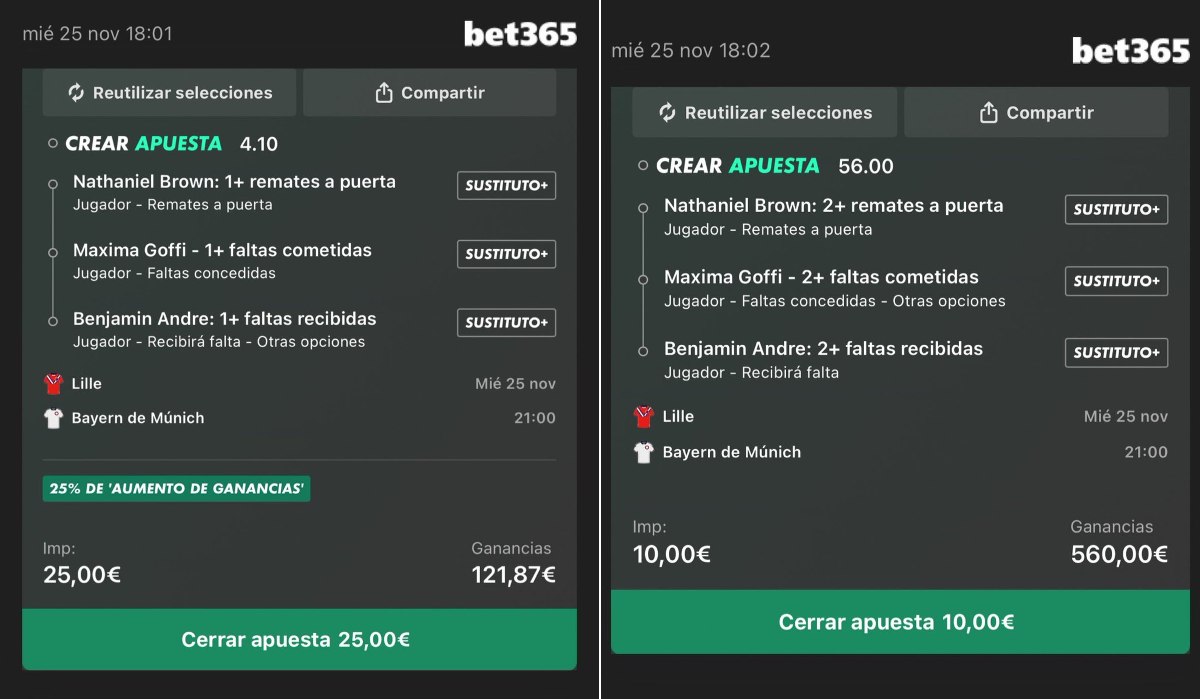 mié 25 nov 18:01
bet365
Reutilizar selecciones
Compartir
CREAR APUESTA 4.10
Nathaniel Brown: 1+ remates a puerta
SUSTITUTO+
Jugador - Remates a puerta
Maxima Goffi - 1+ faltas cometidas
SUSTITUTO+
Jugador - Faltas concedidas
Benjamin Andre: 1+ faltas recibidas
SUSTITUTO+
Jugador - Recibirá falta - Otras opciones
Lille
Mié 25 nov
Bayern de Múnich
21:00
25% DE 'AUMENTO DE GANANCIAS'
Imp:
Ganancias
25,00€
121,87€
Cerrar apuesta 25,00€
mié 25 nov 18:02
bet365
Reutilizar selecciones
Compartir
CREAR APUESTA 56.00
Nathaniel Brown: 2+ remates a puerta
SUSTITUTO+
Jugador - Remates a puerta
Maxima Goffi - 2+ faltas cometidas
SUSTITUTO+
Jugador - Faltas concedidas - Otras opciones
Benjamin Andre: 2+ faltas recibidas
SUSTITUTO+
Jugador - Recibirá falta
Lille
Mié 25 nov
Bayern de Múnich
21:00
Imp:
Ganancias
10,00€
560,00€
Cerrar apuesta 10,00€